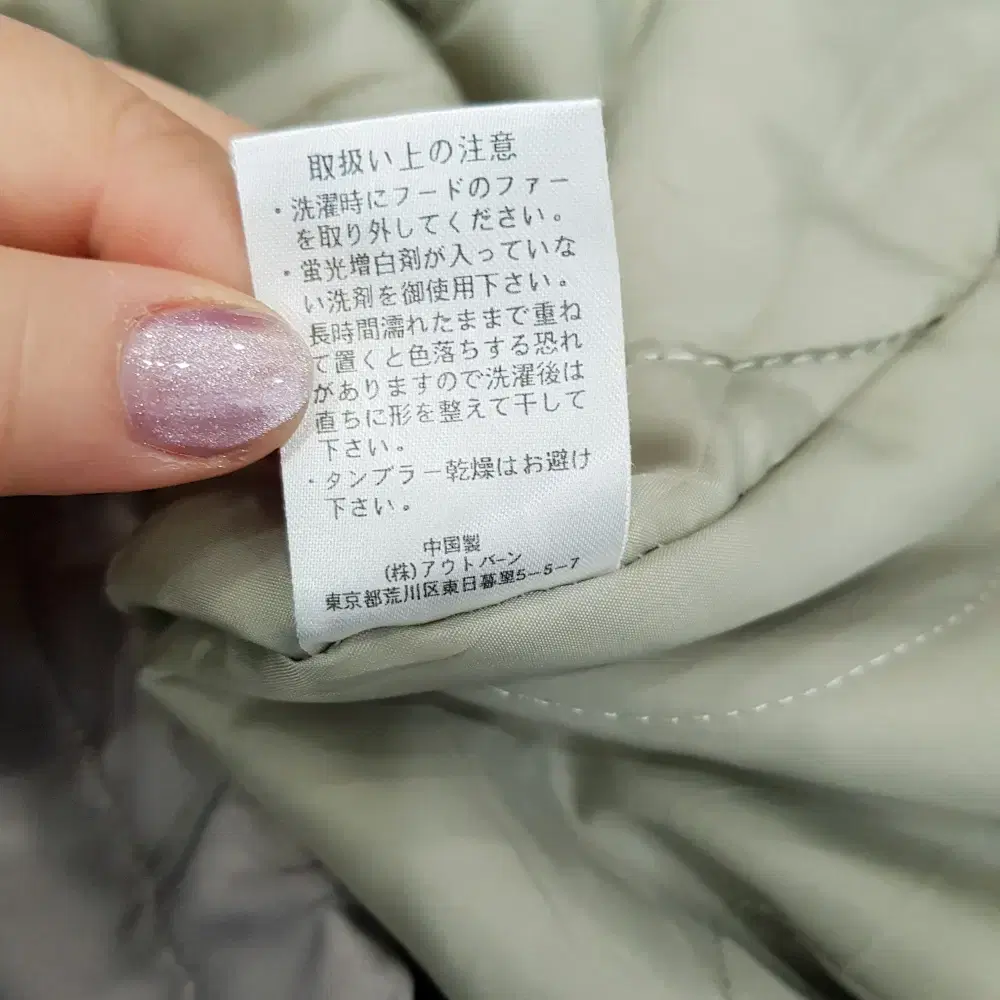 取扱い上の注意
・洗濯時にフードのファー
を取り外してください。
・蛍光増白剤が入っていな
い洗剤を御使用下さい。
長時間濡れたままで重ね
て置くと色落ちする恐れ
がありますので洗濯後は
直ちに形を整えて干して
下さい。
・タンブラー乾燥はお避け
下さい。
中国製
(株)アウトバーン
東京都荒川区東日暮里5-5-7